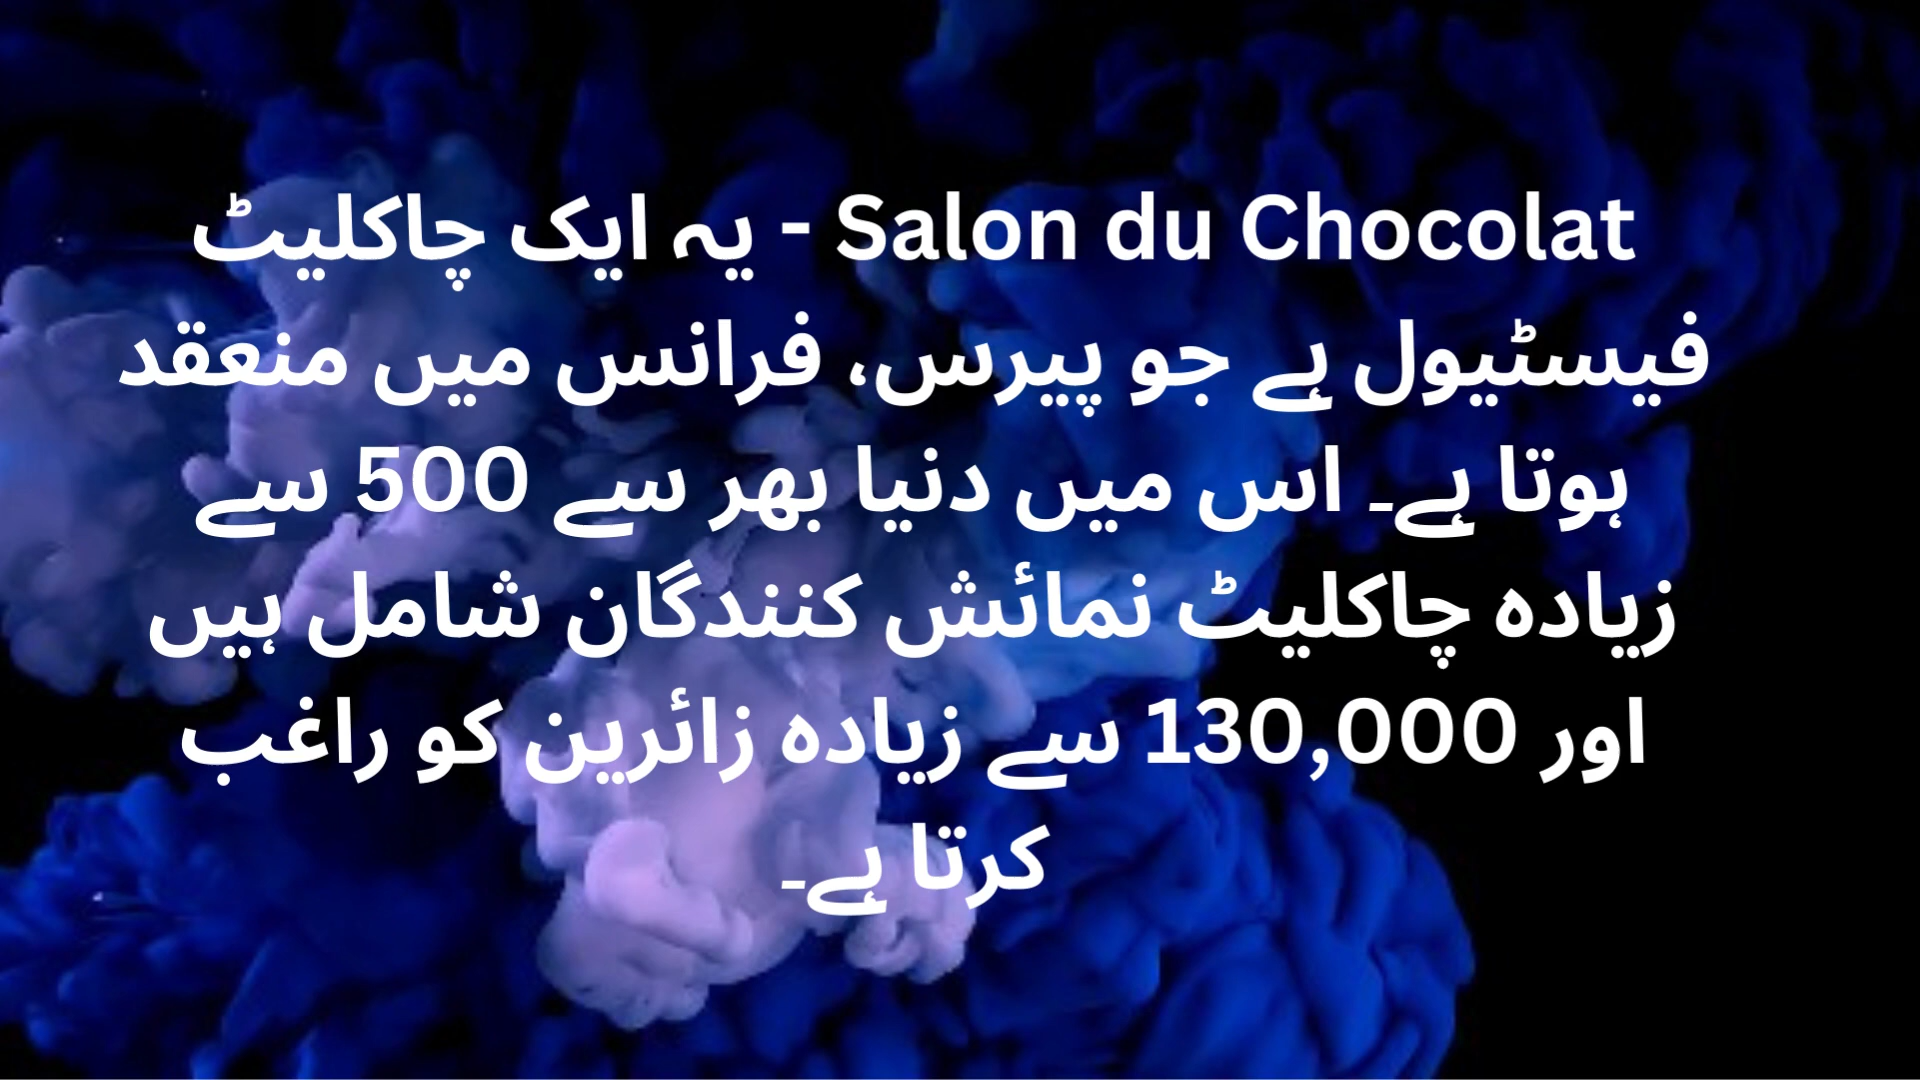 Salon du Chocolat - یہ ایک چاکلیٹ
فیسٹیول ہے جو پیرس، فرانس میں منعقد
ہوتا ہے۔ اس میں دنیا بھر سے 500 سے
زیادہ چاکلیٹ نمائش کنندگان شامل ہیں
اور 130,000 سے زیادہ زائرین کو راغب
کرتا ہے۔